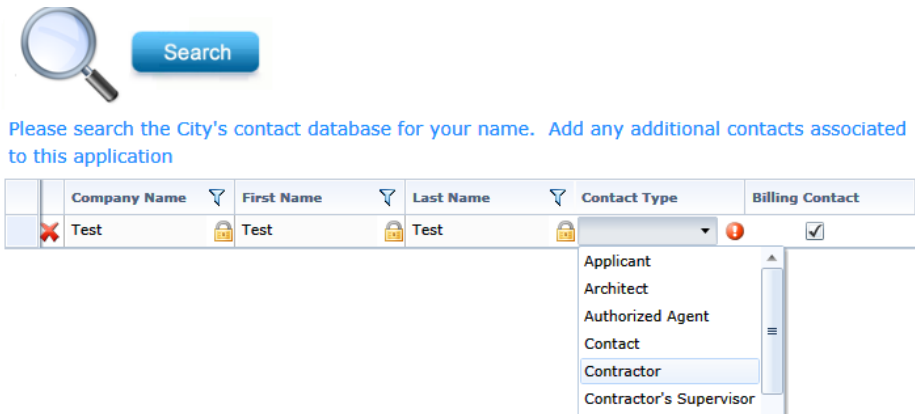 Search
Please search the City's contact database for your name.  Add any additional contacts associated
to this application
Company Name First Name Last Name Contact Type Billing Contact
Test Test Test
Applicant
Architect
Authorized Agent
Contact
Contractor
Contractor's Supervisor